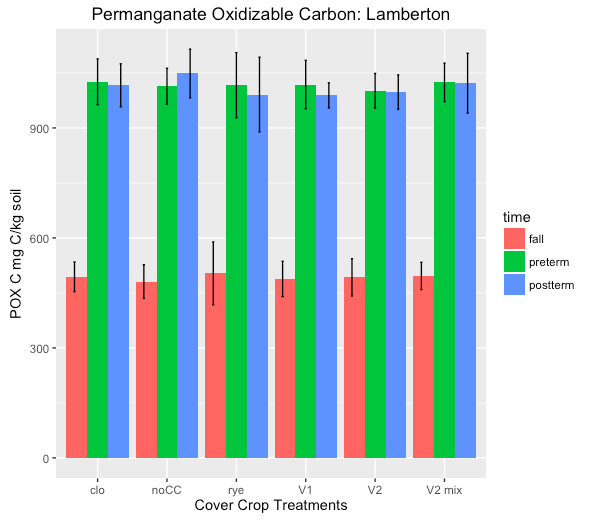 Permanganate Oxidizable Carbon: Lamberton
POX C mg C/kg soil
900
600
300
0
clo noCC rye V1 V2 V2 mix
Cover Crop Treatments
time
fall
preterm
postterm